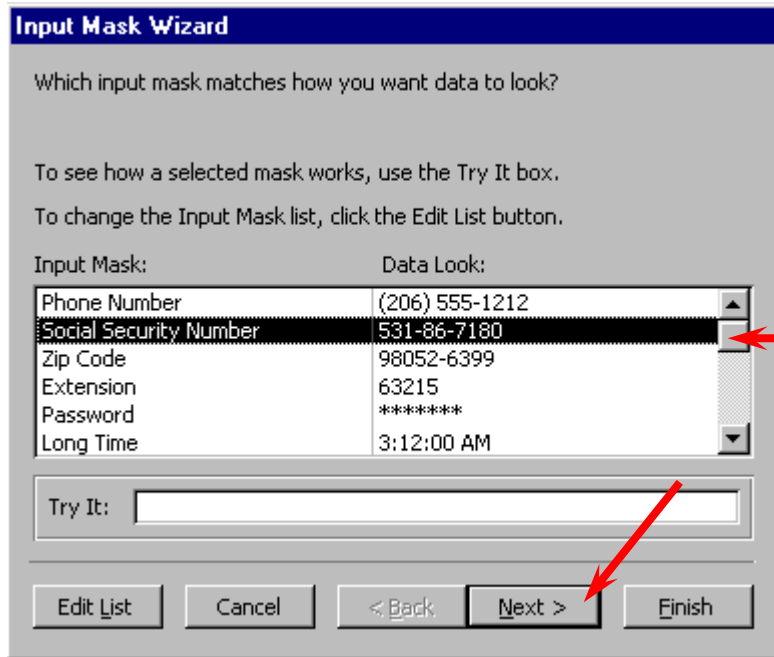 Input Mask Wizard
Which input mask matches how you want data to look?
To see how a selected mask works, use the Try It box.
To change the Input Mask list, click the Edit List button.
Input Mask: Data Look:
Phone Number (206) 555-1212
Social Security Number 531-86-7180
Zip Code 98052-6399
Extension 63215
Password *******
Long Time 3:12:00 AM
Try It:
Edit List Cancel < Back Next > Finish